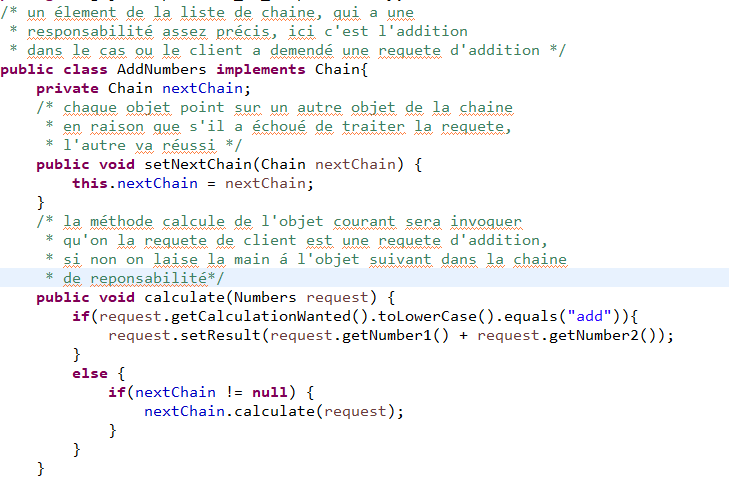 /* un élement de la liste de chaine, qui a une
 * responsabilité assez précis, ici c'est l'addition
 * dans le cas ou le client a demendé une requete d'addition */
public class AddNumbers implements Chain{
    private Chain nextChain;
    /* chaque objet point sur un autre objet de la chaine
     * en raison que s'il a échoué de traiter la requete,
     * l'autre va réussi */
    public void setNextChain(Chain nextChain) {
        this.nextChain = nextChain;
    }
    /* la méthode calcule de l'objet courant sera invoquer
     * qu'on la requete de client est une requete d'addition,
     * si non on laise la main á l'objet suivant dans la chaine
     * de reponsabilité*/
    public void calculate(Numbers request) {
        if(request.getCalculationWanted().toLowerCase().equals("add")){
            request.setResult(request.getNumber1() + request.getNumber2());
        }
        else {
            if(nextChain != null) {
                nextChain.calculate(request);
            }
        }
    }